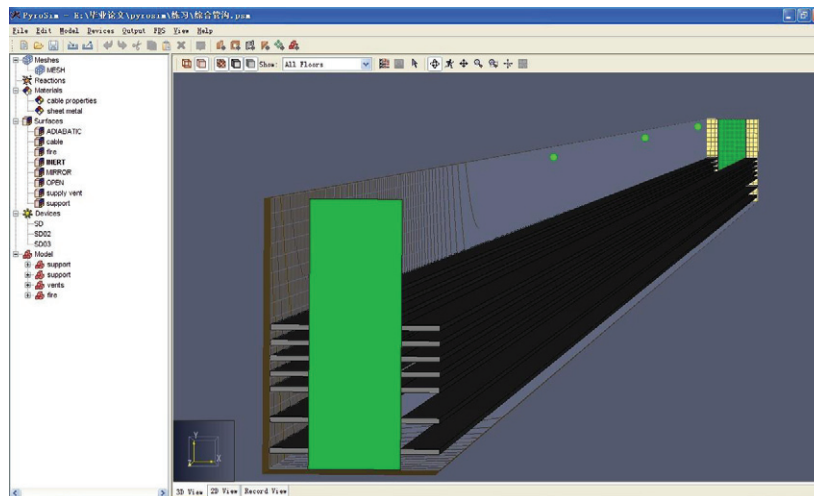 PyroSim - H:\毕业论文\pyrosim\练习\综合管沟.psm
File Edit Model Devices Output FDS View Help
Show: All Floors
Meshes
MESH
Reactions
Materials
cable properties
sheet metal
Surfaces
ADIABATIC
cable
fire
INERT
MIRROR
OPEN
supply vent
support
Devices
SD
SD02
SD03
Model
support
support
vents
fire
Y
X
3D View 2D View Record View